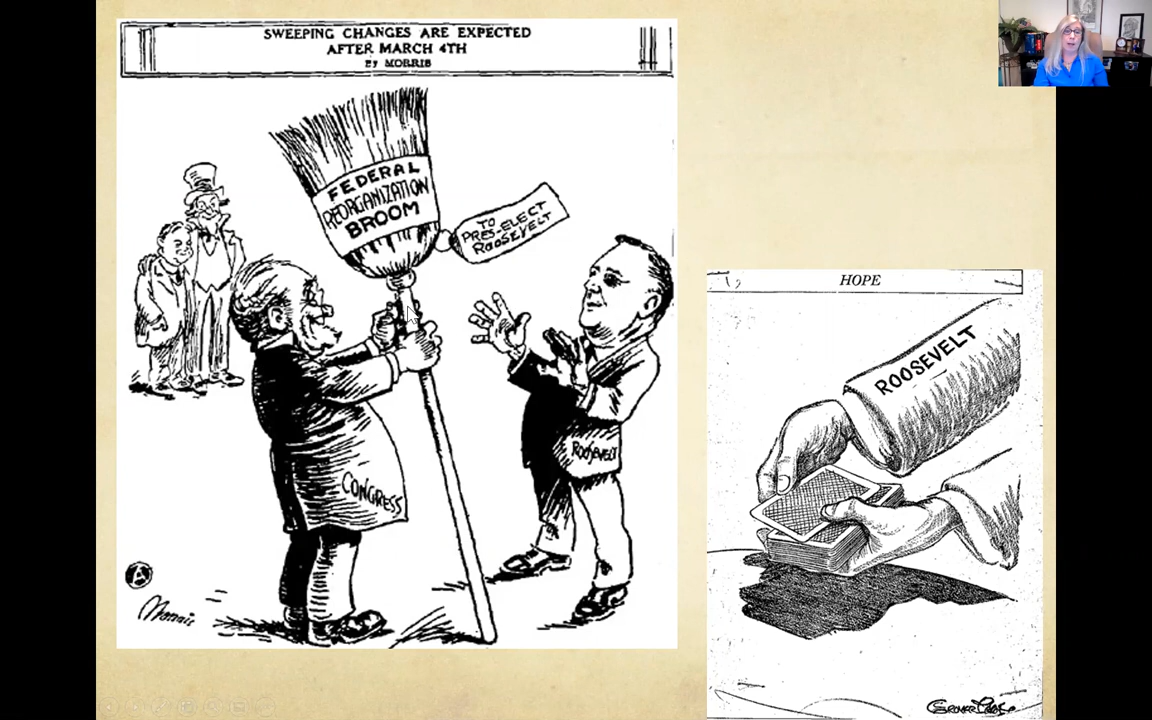 SWEEPING CHANGES ARE EXPECTED
AFTER MARCH 4TH
BY MORRIS
FEDERAL
REORGANIZATION
BROOM
TO
PRES-ELECT
ROOSEVELT
ROOSEVELT
CONGRESS
Morris
HOPE
ROOSEVELT